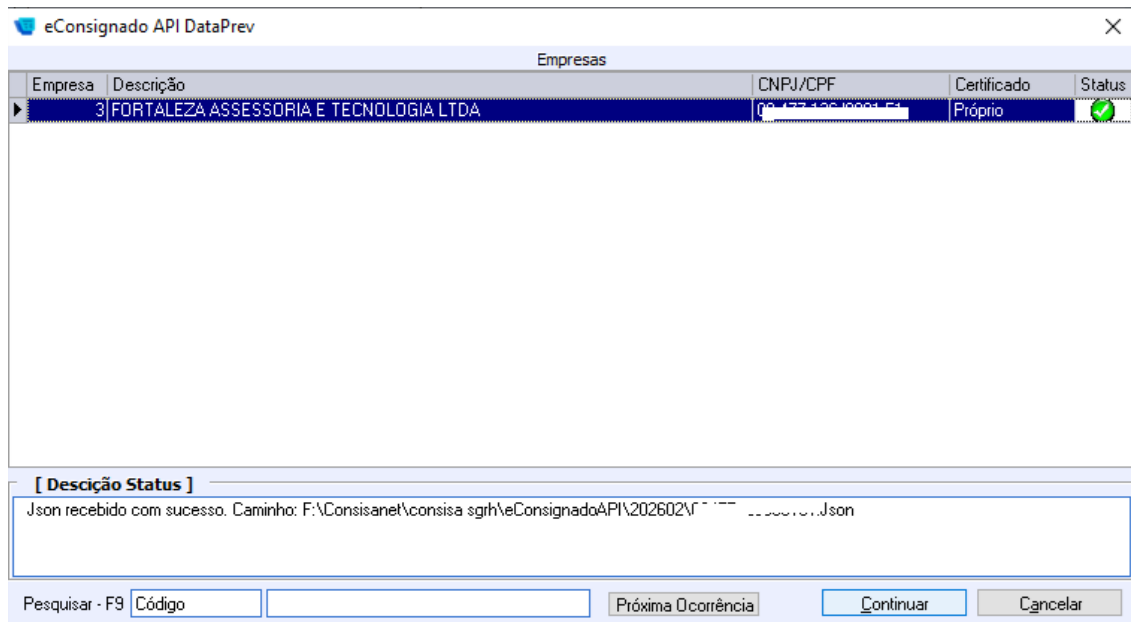 eConsignado API DataPrev
Empresas
Empresa Descrição CNPJ/CPF Certificado Status
3 FORTALEZA ASSESSORIA E TECNOLOGIA LTDA Próprio
[ Descição Status ]
Json recebido com sucesso. Caminho: F:\Consisanet\consisa sgrh\eConsignadoAPI\202602\ .Json
Pesquisar - F9 Código Próxima Ocorrência Continuar Cancelar